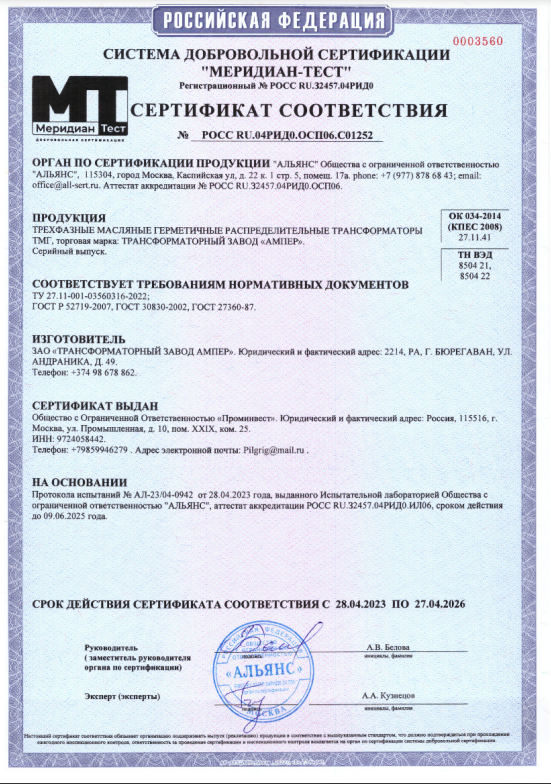 РОССИЙСКАЯ ФЕДЕРАЦИЯ
0003560
СИСТЕМА ДОБРОВОЛЬНОЙ СЕРТИФИКАЦИИ
"МЕРИДИАН-ТЕСТ"
Регистрационный № РОСС RU.32457.04РИД0
МТ
Меридиан Тест
ДОБРОВОЛЬНАЯ СЕРТИФИКАЦИЯ
СЕРТИФИКАТ СООТВЕТСТВИЯ
№ РОСС RU.04РИД0.ОСП06.С01252
ОРГАН ПО СЕРТИФИКАЦИИ ПРОДУКЦИИ "АЛЬЯНС" Общества с ограниченной ответственностью
"АЛЬЯНС", 115304, город Москва, Каспийская ул, д. 22 к. 1 стр. 5, помещ. 17а. phone: +7 (977) 878 68 43; email:
office@all-sert.ru. Аттестат аккредитации № РОСС RU.32457.04РИД0.ОСП06.
ПРОДУКЦИЯ
ТРЕХФАЗНЫЕ МАСЛЯНЫЕ ГЕРМЕТИЧНЫЕ РАСПРЕДЕЛИТЕЛЬНЫЕ ТРАНСФОРМАТОРЫ
ТМГ, торговая марка: ТРАНСФОРМАТОРНЫЙ ЗАВОД «АМПЕР».
Серийный выпуск.
ОК 034-2014
(КПЕС 2008)
27.11.41
ТН ВЭД
8504 21,
8504 22
СООТВЕТСТВУЕТ ТРЕБОВАНИЯМ НОРМАТИВНЫХ ДОКУМЕНТОВ
ТУ 27.11-001-03560316-2022;
ГОСТ Р 52719-2007, ГОСТ 30830-2002, ГОСТ 27360-87.
ИЗГОТОВИТЕЛЬ
ЗАО «ТРАНСФОРМАТОРНЫЙ ЗАВОД АМПЕР». Юридический и фактический адрес: 2214, РА, Г. БЮРЕГАВАН, УЛ.
АНДРАНИКА, Д. 49.
Телефон: +374 98 678 862.
СЕРТИФИКАТ ВЫДАН
Общество с Ограниченной Ответственностью «Проминвест». Юридический и фактический адрес: Россия, 115516, г.
Москва, ул. Промышленная, д. 10, пом. XXIX, ком. 25.
ИНН: 9724058442.
Телефон: +79859946279 . Адрес электронной почты: Pilgrig@mail.ru .
НА ОСНОВАНИИ
Протокола испытаний № АЛ-23/04-0942 от 28.04.2023 года, выданного Испытательной лабораторией Общества с
ограниченной ответственностью "АЛЬЯНС", аттестат аккредитации РОСС RU.32457.04РИД0.ИЛ06, сроком действия
до 09.06.2025 года.
СРОК ДЕЙСТВИЯ СЕРТИФИКАТА СООТВЕТСТВИЯ С 28.04.2023 ПО 27.04.2026
Руководитель
( заместитель руководителя
органа по сертификации)
подпись
А.В. Белова
инициалы, фамилия
«АЛЬЯНС»
МОСКВА
Эксперт (эксперты)
подпись
А.А. Кузнецов
инициалы, фамилия
Настоящий сертификат соответствия обязывает организацию поддерживать выпуск (реализацию) продукции в соответствии с вышеуказанным стандартом, что должно подтверждаться при прохождении
ежегодного инспекционного контроля, ответственность за проведение сертификации и инспекционного контроля возлагается на орган по сертификации системы добровольной сертификации